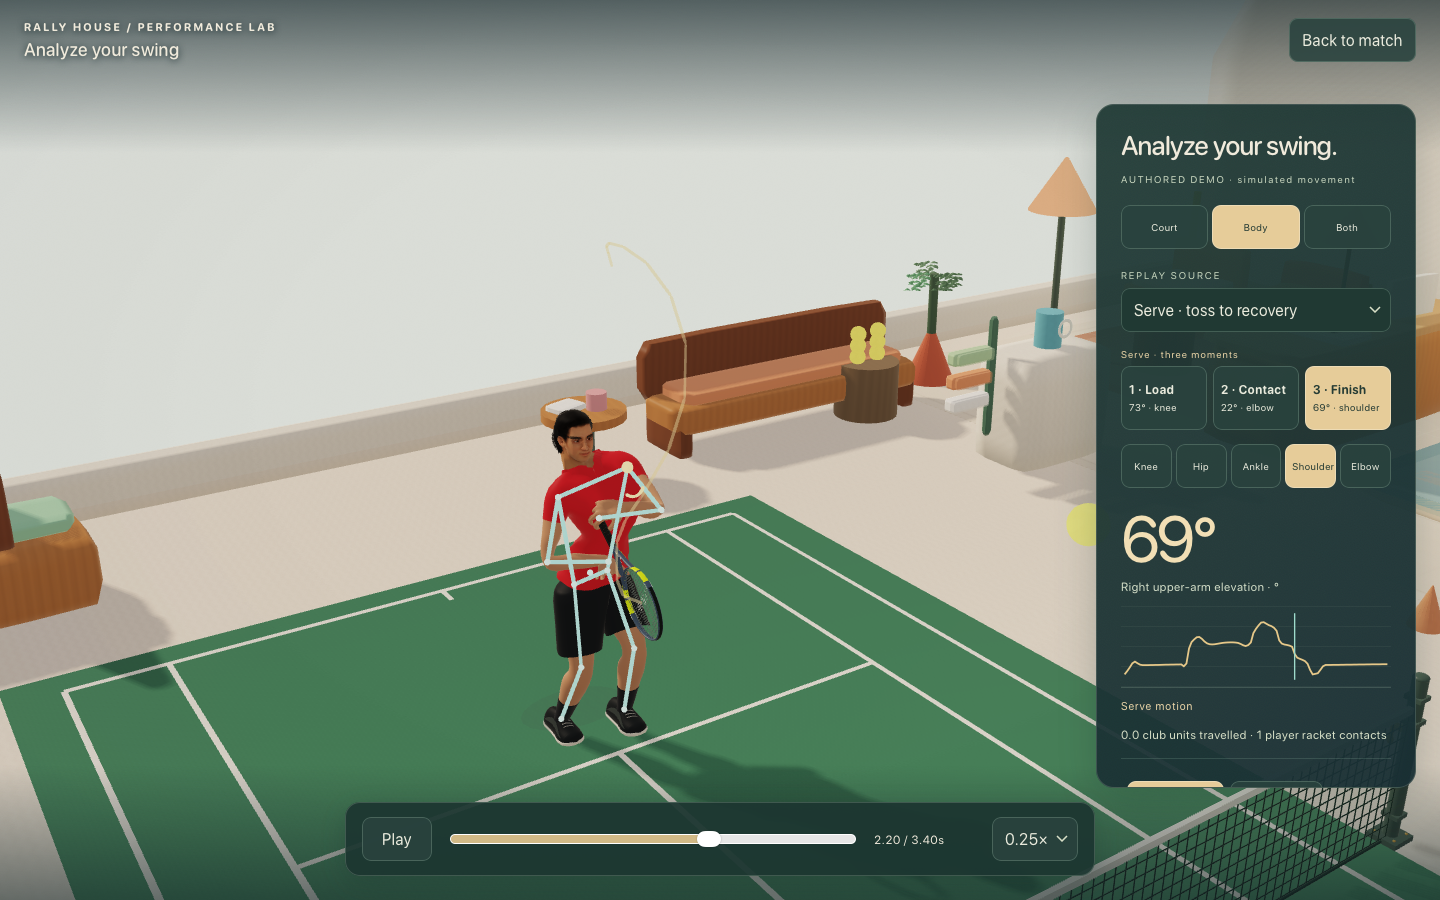 RALLY HOUSE / PERFORMANCE LAB
Analyze your swing
Back to match
Analyze your swing.
AUTHORED DEMO · simulated movement
Court Body Both
REPLAY SOURCE
Serve · toss to recovery
Serve · three moments
1 · Load 2 · Contact 3 · Finish
73° · knee 22° · elbow 69° · shoulder
Knee Hip Ankle Shoulder Elbow
69°
Right upper-arm elevation · °
Serve motion
0.0 club units travelled · 1 player racket contacts
Play 2.20 / 3.40s 0.25×